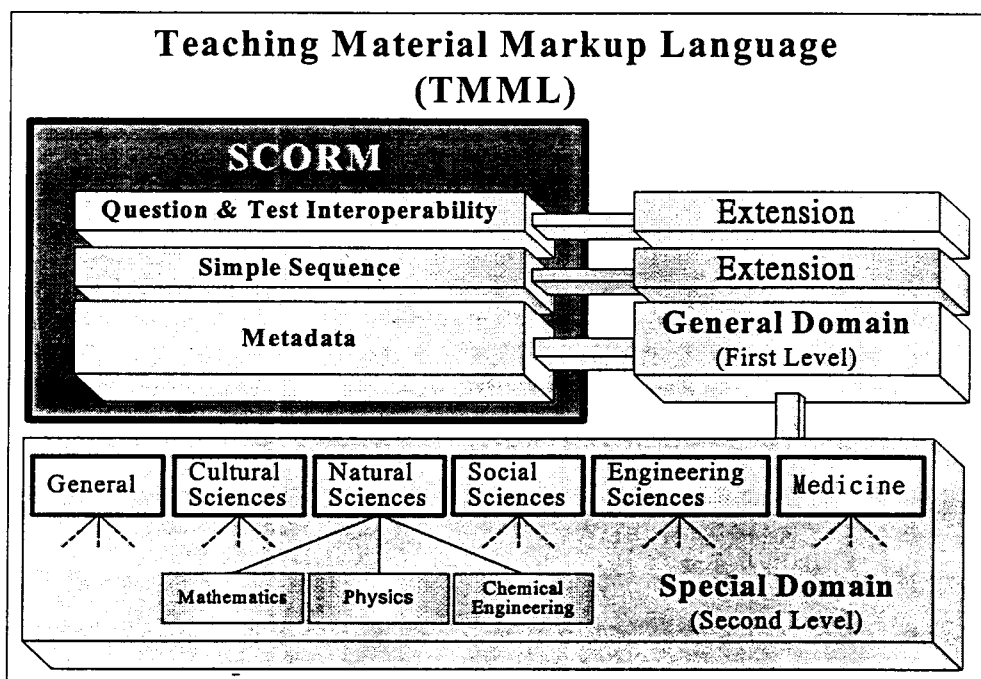 Teaching Material Markup Language
(TMML)
SCORM
Question & Test Interoperability
Extension
Simple Sequence
Extension
Metadata
General Domain
(First Level)
General
Cultural
Sciences
Natural
Sciences
Social
Sciences
Engineering
Sciences
Medicine
Mathematics
Physics
Chemical
Engineering
Special Domain
(Second Level)